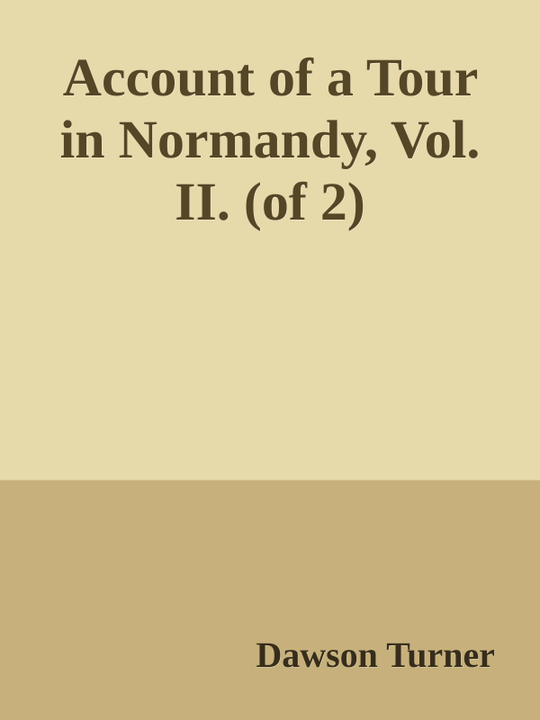 Account of a Tour
in Normandy, Vol.
II. (of 2)
Dawson Turner